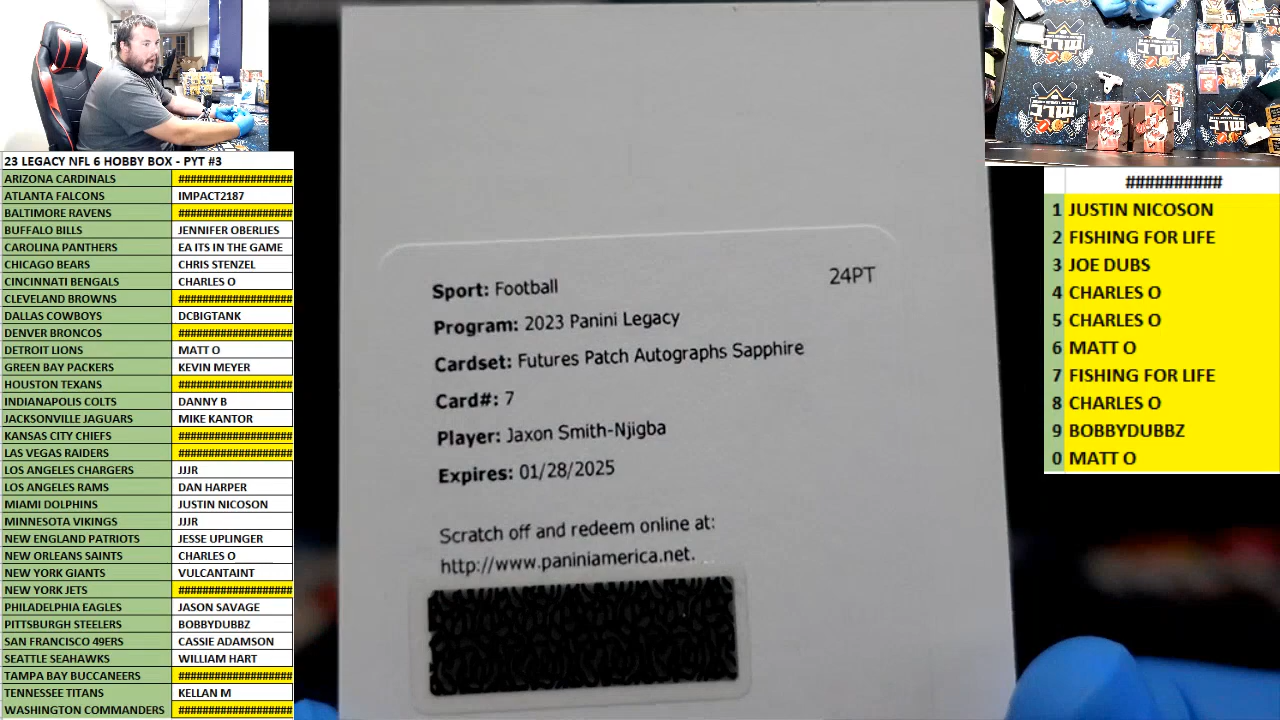 23 LEGACY NFL 6 HOBBY BOX - PYT #3
ARIZONA CARDINALS ###################
ATLANTA FALCONS IMPACT2187
BALTIMORE RAVENS ###################
BUFFALO BILLS JENNIFER OBERLIES
CAROLINA PANTHERS EA ITS IN THE GAME
CHICAGO BEARS CHRIS STENZEL
CINCINNATI BENGALS CHARLES O
CLEVELAND BROWNS ###################
DALLAS COWBOYS DCBIGTANK
DENVER BRONCOS ###################
DETROIT LIONS MATT O
GREEN BAY PACKERS KEVIN MEYER
HOUSTON TEXANS ###################
INDIANAPOLIS COLTS DANNY B
JACKSONVILLE JAGUARS MIKE KANTOR
KANSAS CITY CHIEFS ###################
LAS VEGAS RAIDERS ###################
LOS ANGELES CHARGERS JJJR
LOS ANGELES RAMS DAN HARPER
MIAMI DOLPHINS JUSTIN NICOSON
MINNESOTA VIKINGS JJJR
NEW ENGLAND PATRIOTS JESSE UPLINGER
NEW ORLEANS SAINTS CHARLES O
NEW YORK GIANTS VULCANTAINT
NEW YORK JETS ###################
PHILADELPHIA EAGLES JASON SAVAGE
PITTSBURGH STEELERS BOBBYDUBBZ
SAN FRANCISCO 49ERS CASSIE ADAMSON
SEATTLE SEAHAWKS WILLIAM HART
TAMPA BAY BUCCANEERS ###################
TENNESSEE TITANS KELLAN M
WASHINGTON COMMANDERS ###################
Sport: Football 24PT
Program: 2023 Panini Legacy
Cardset: Futures Patch Autographs Sapphire
Card#: 7
Player: Jaxon Smith-Njigba
Expires: 01/28/2025
Scratch off and redeem online at:
http://www.paniniamerica.net.
##########
1 JUSTIN NICOSON
2 FISHING FOR LIFE
3 JOE DUBS
4 CHARLES O
5 CHARLES O
6 MATT O
7 FISHING FOR LIFE
8 CHARLES O
9 BOBBYDUBBZ
0 MATT O